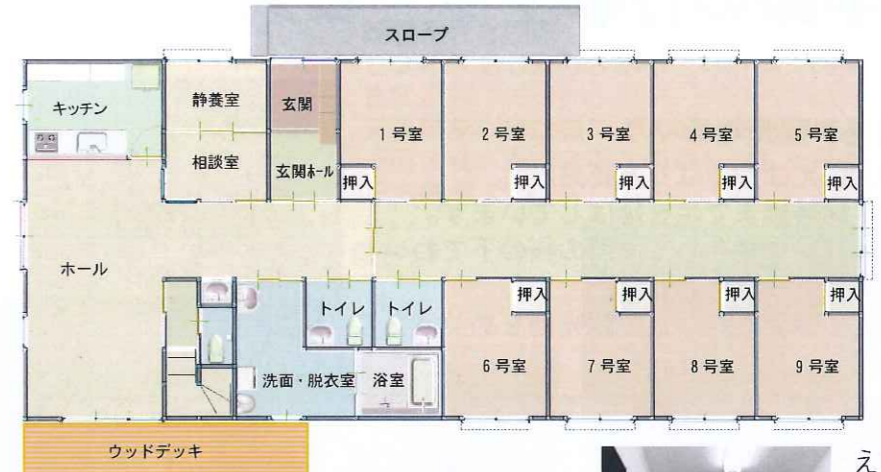 スロープ
キッチン
静養室
玄関
相談室
玄関ホール
1号室
2号室
3号室
4号室
5号室
押入
押入
押入
押入
押入
ホール
トイレ
トイレ
洗面・脱衣室
浴室
押入
押入
押入
押入
6号室
7号室
8号室
9号室
ウッドデッキ
え